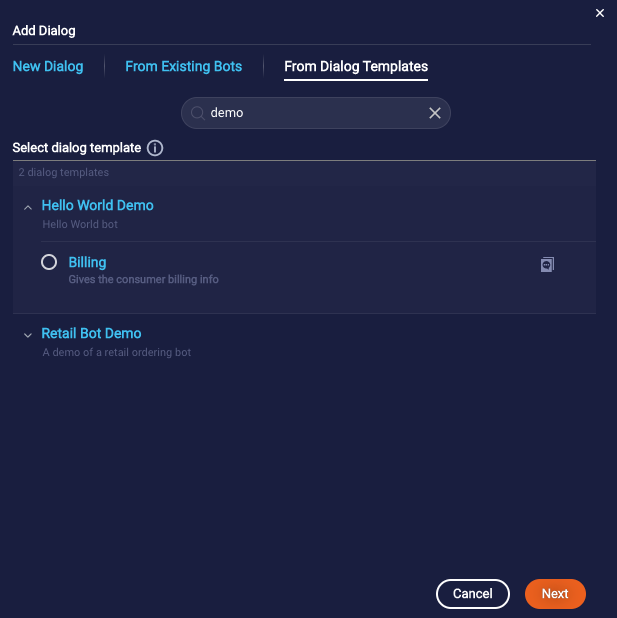 Add Dialog
New Dialog
From Existing Bots
From Dialog Templates
demo
Select dialog template
2 dialog templates
Hello World Demo
Hello World bot
Billing
Gives the consumer billing info
Retail Bot Demo
A demo of a retail ordering bot
Cancel
Next